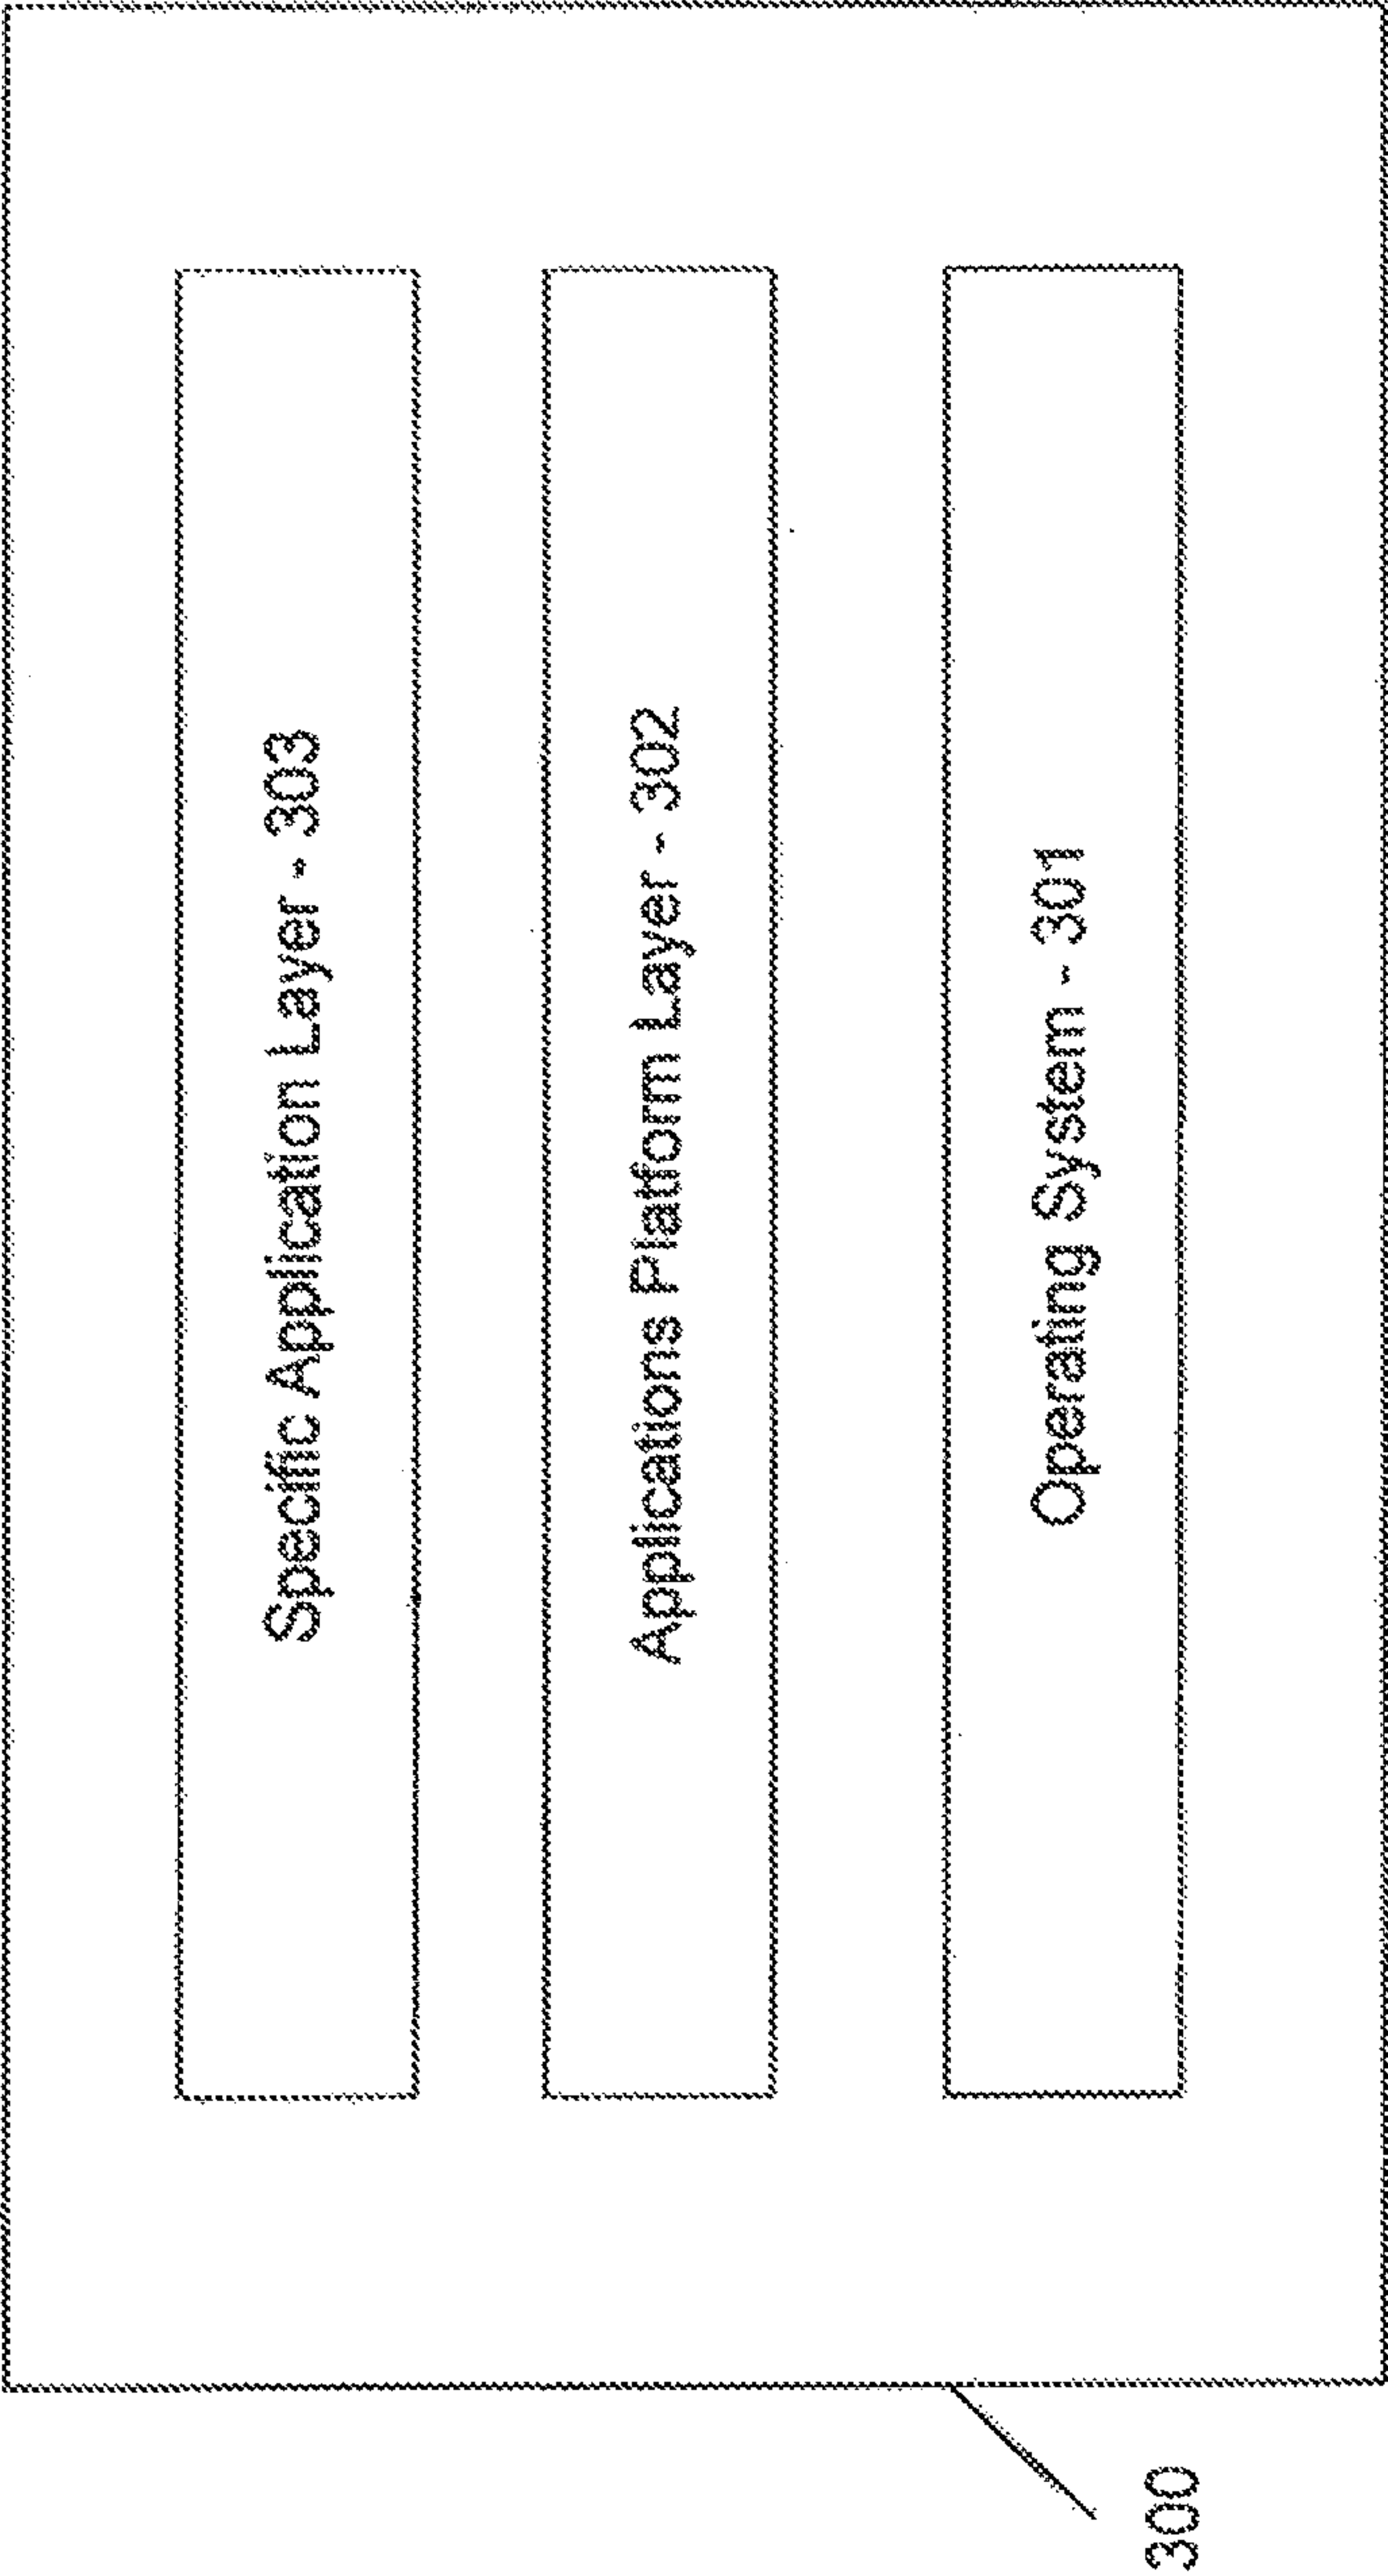 Specific Application Layer - 303
Applications Platform Layer - 302
Operating System - 301
300